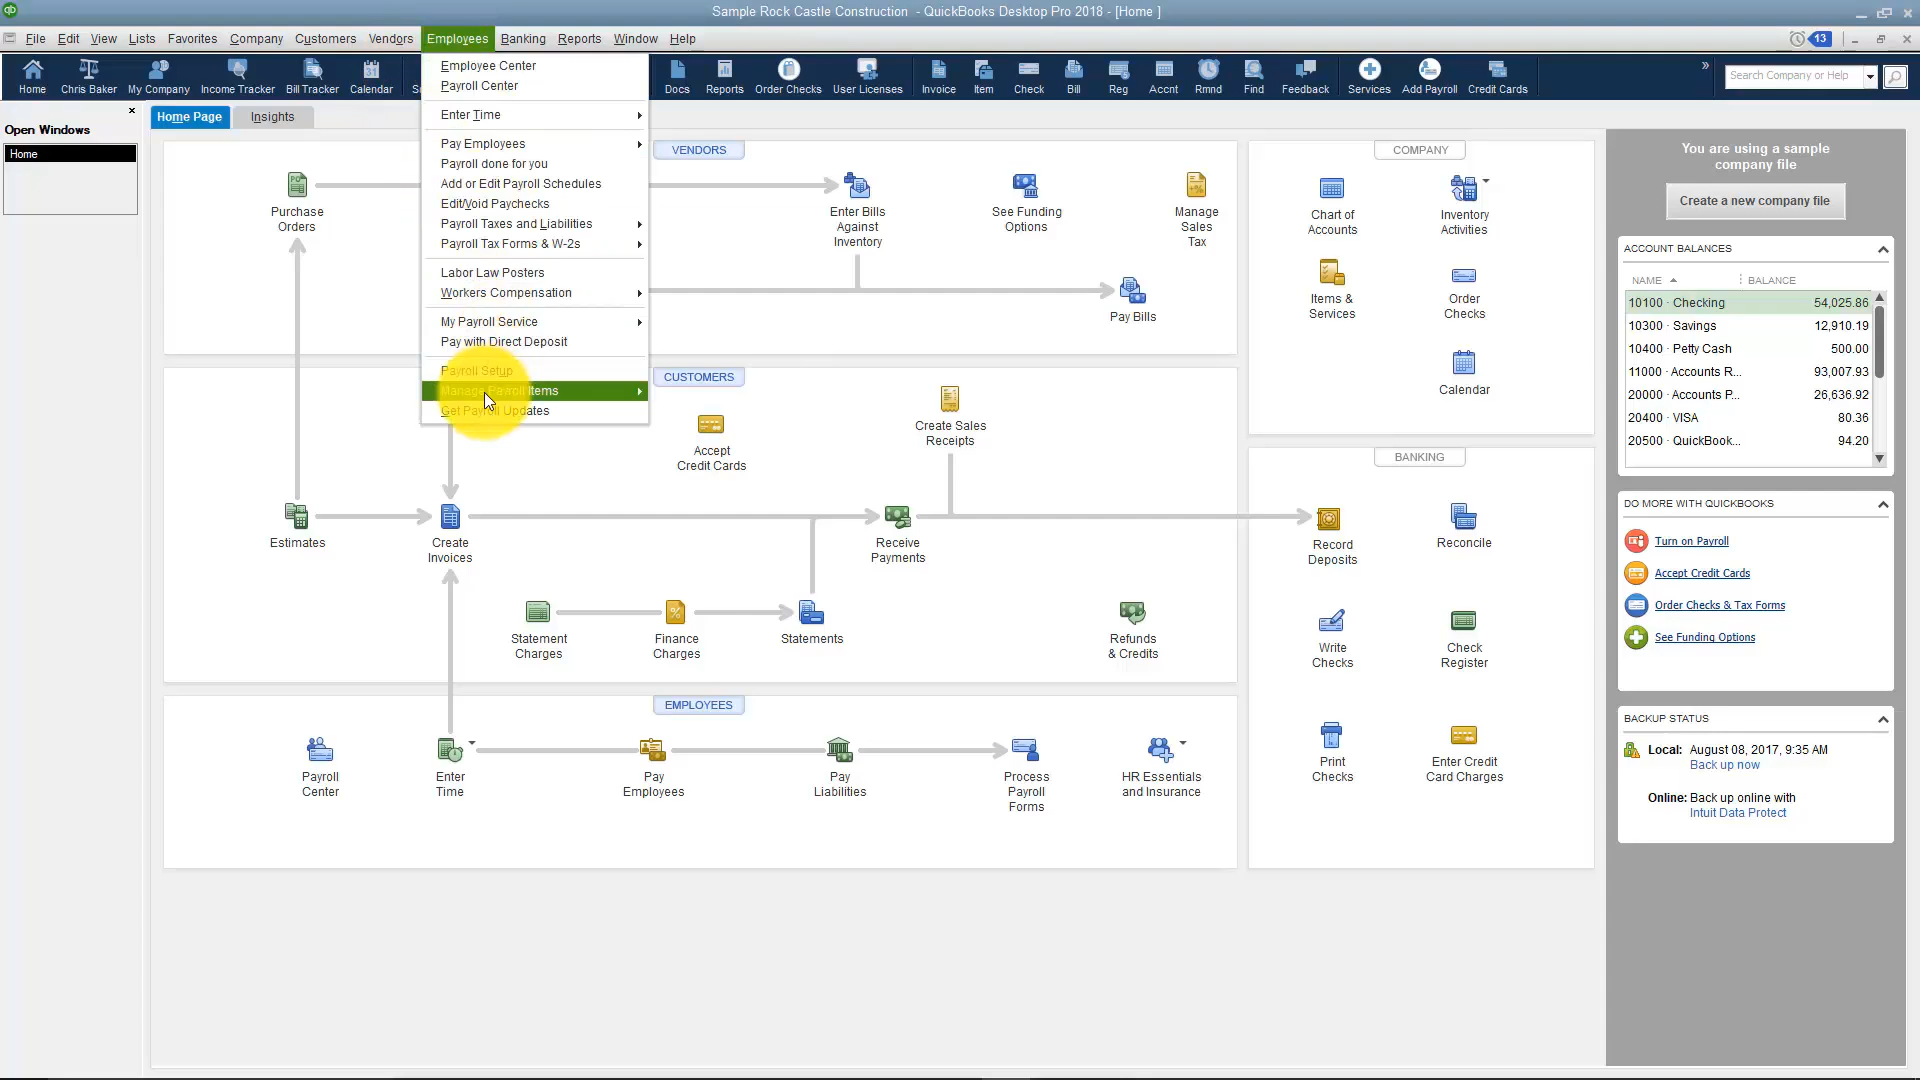 qb
Sample Rock Castle Construction - QuickBooks Desktop Pro 2018 - [Home ]
File Edit View Lists Favorites Company Customers Vendors Employees Banking Reports Window Help
13
Home Chris Baker My Company Income Tracker Bill Tracker Calendar Docs Reports Order Checks User Licenses Invoice Item Check Bill Reg Accnt Rmnd Find Feedback Services Add Payroll Credit Cards
Search Company or Help
Open Windows
Home
Home Page
Insights
Employee Center
Payroll Center
Enter Time
Pay Employees
Payroll done for you
Add or Edit Payroll Schedules
Edit/Void Paychecks
Payroll Taxes and Liabilities
Payroll Tax Forms & W-2s
Labor Law Posters
Workers Compensation
My Payroll Service
Pay with Direct Deposit
Payroll Setup
Manage Payroll Items
Get Payroll Updates
VENDORS
Purchase
Orders
Enter Bills
Against
Inventory
See Funding
Options
Manage
Sales
Tax
Pay Bills
CUSTOMERS
Accept
Credit Cards
Create Sales
Receipts
Estimates
Create
Invoices
Receive
Payments
Statement
Charges
Finance
Charges
Statements
Refunds
& Credits
EMPLOYEES
Payroll
Center
Enter
Time
Pay
Employees
Pay
Liabilities
Process
Payroll
Forms
HR Essentials
and Insurance
COMPANY
Chart of
Accounts
Inventory
Activities
Items &
Services
Order
Checks
Calendar
BANKING
Record
Deposits
Reconcile
Write
Checks
Check
Register
Print
Checks
Enter Credit
Card Charges
You are using a sample
company file
Create a new company file
ACCOUNT BALANCES
NAME BALANCE
10100 · Checking 54,025.86
10300 · Savings 12,910.19
10400 · Petty Cash 500.00
11000 · Accounts R... 93,007.93
20000 · Accounts P... 26,636.92
20400 · VISA 80.36
20500 · QuickBook... 94.20
DO MORE WITH QUICKBOOKS
Turn on Payroll
Accept Credit Cards
Order Checks & Tax Forms
See Funding Options
BACKUP STATUS
Local: August 08, 2017, 9:35 AM
Back up now
Online: Back up online with
Intuit Data Protect